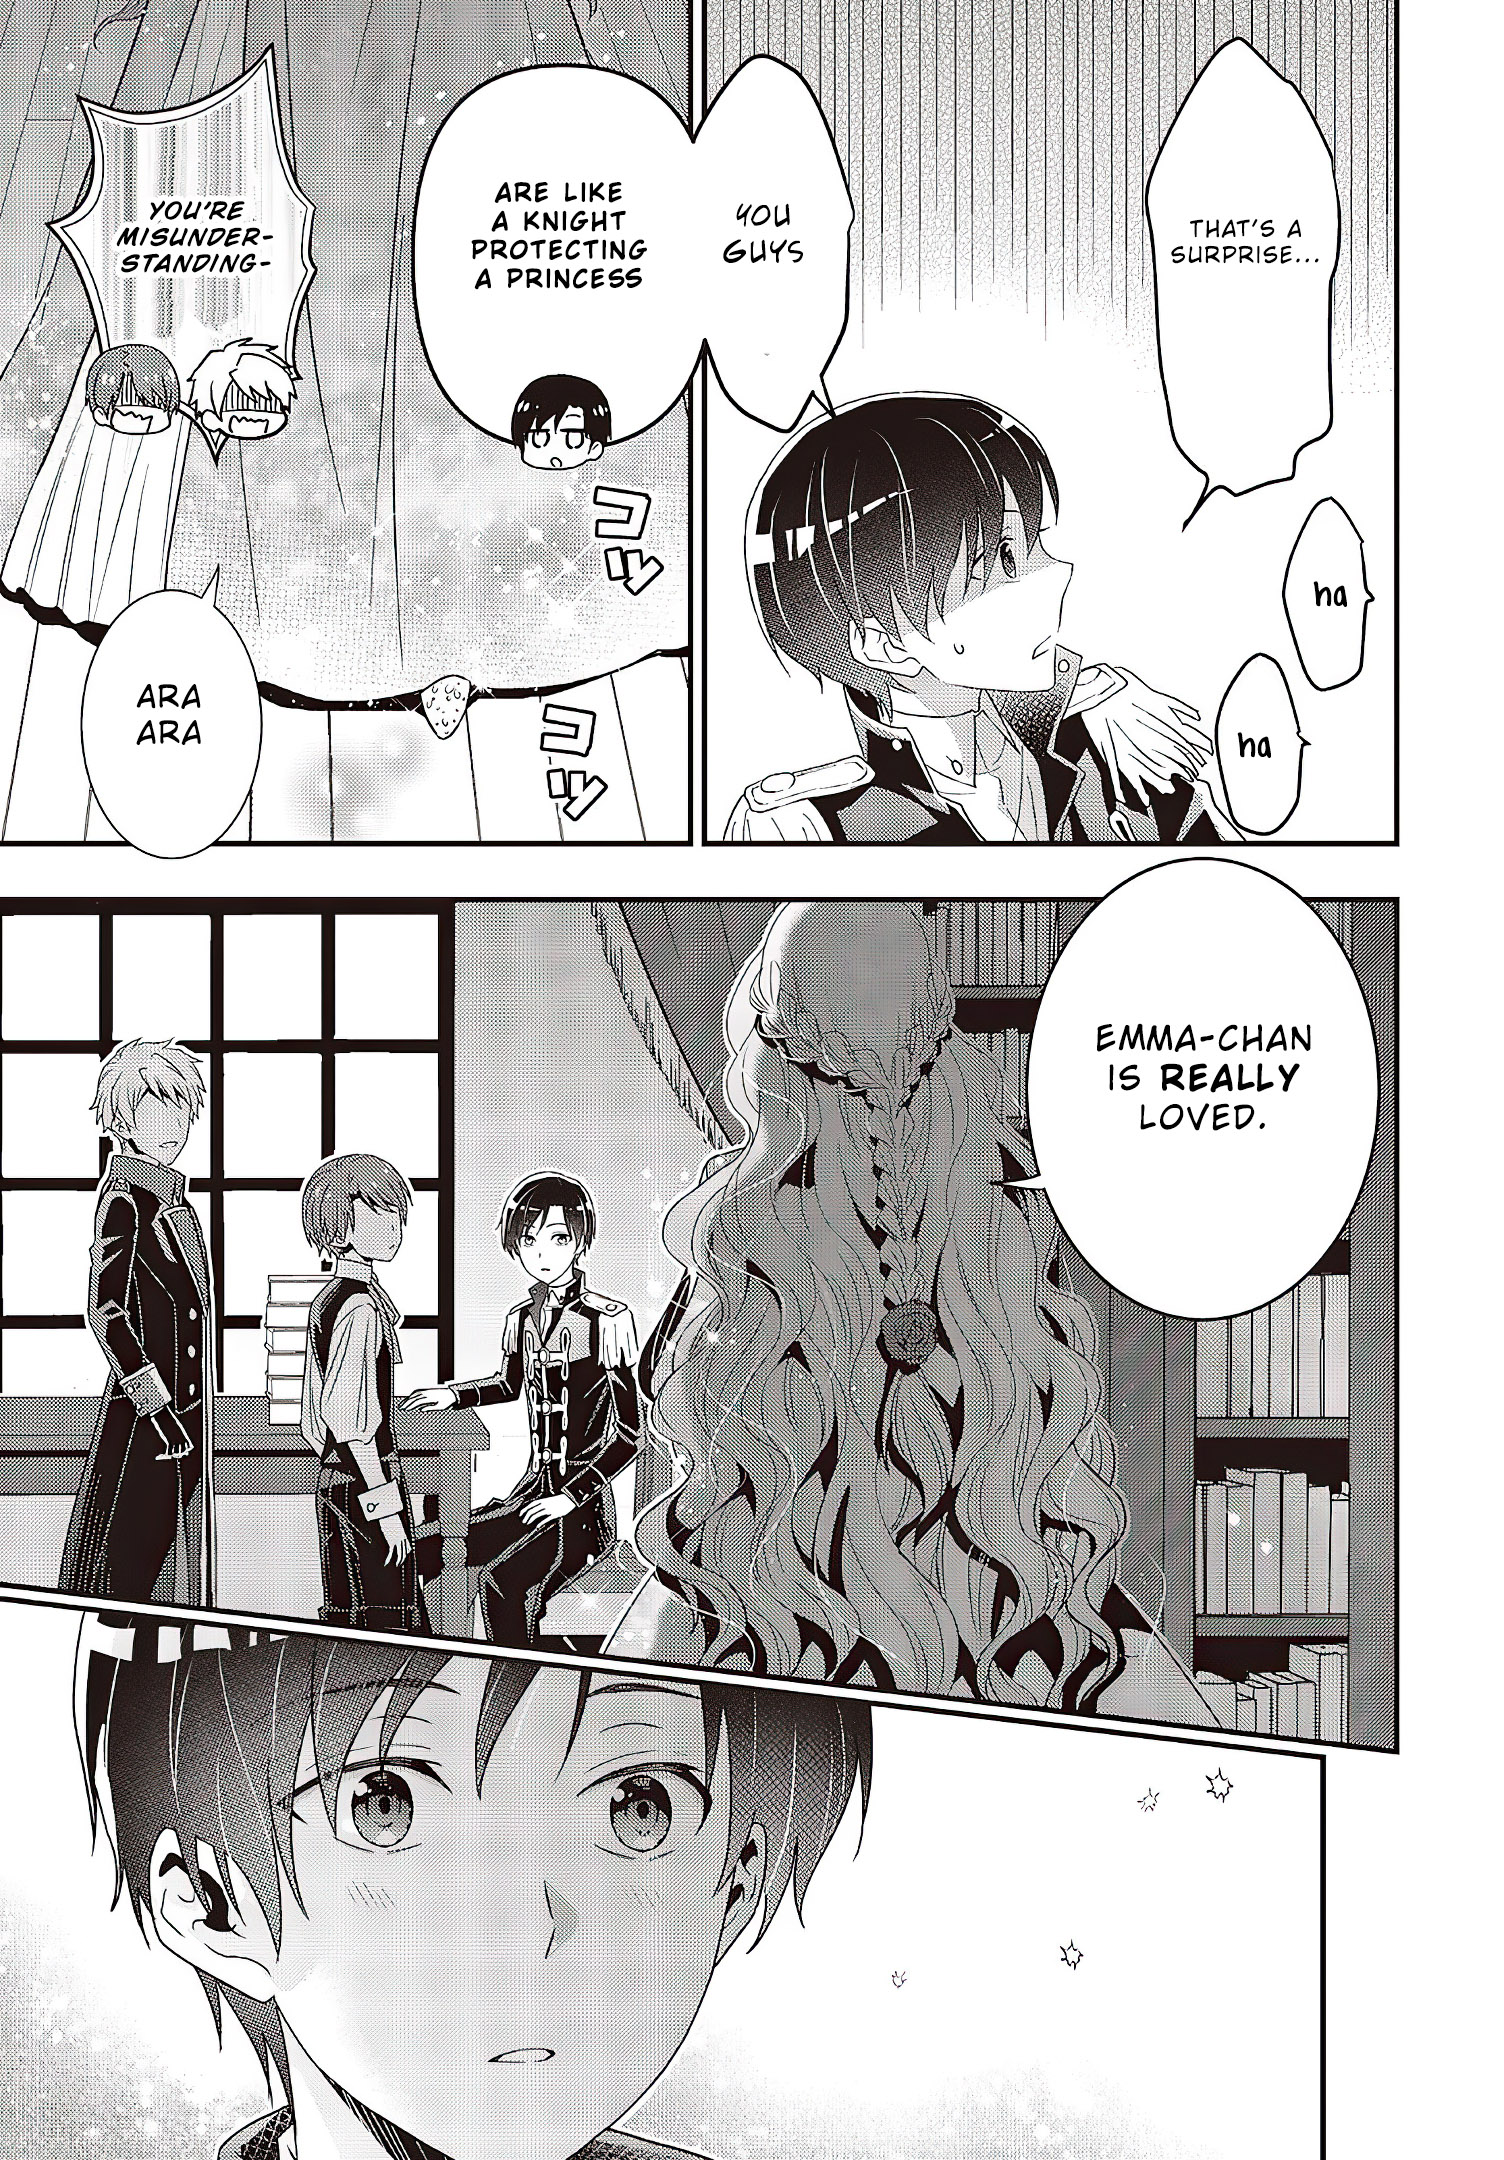 THAT'S A
SURPRISE...
ha
ha
YOU
GUYS
ARE LIKE
A KNIGHT
PROTECTING
A PRINCESS
YOU'RE
MISUNDER-
STANDING-
コッ
コッ
ARA
ARA
EMMA-CHAN
IS REALLY
LOVED.